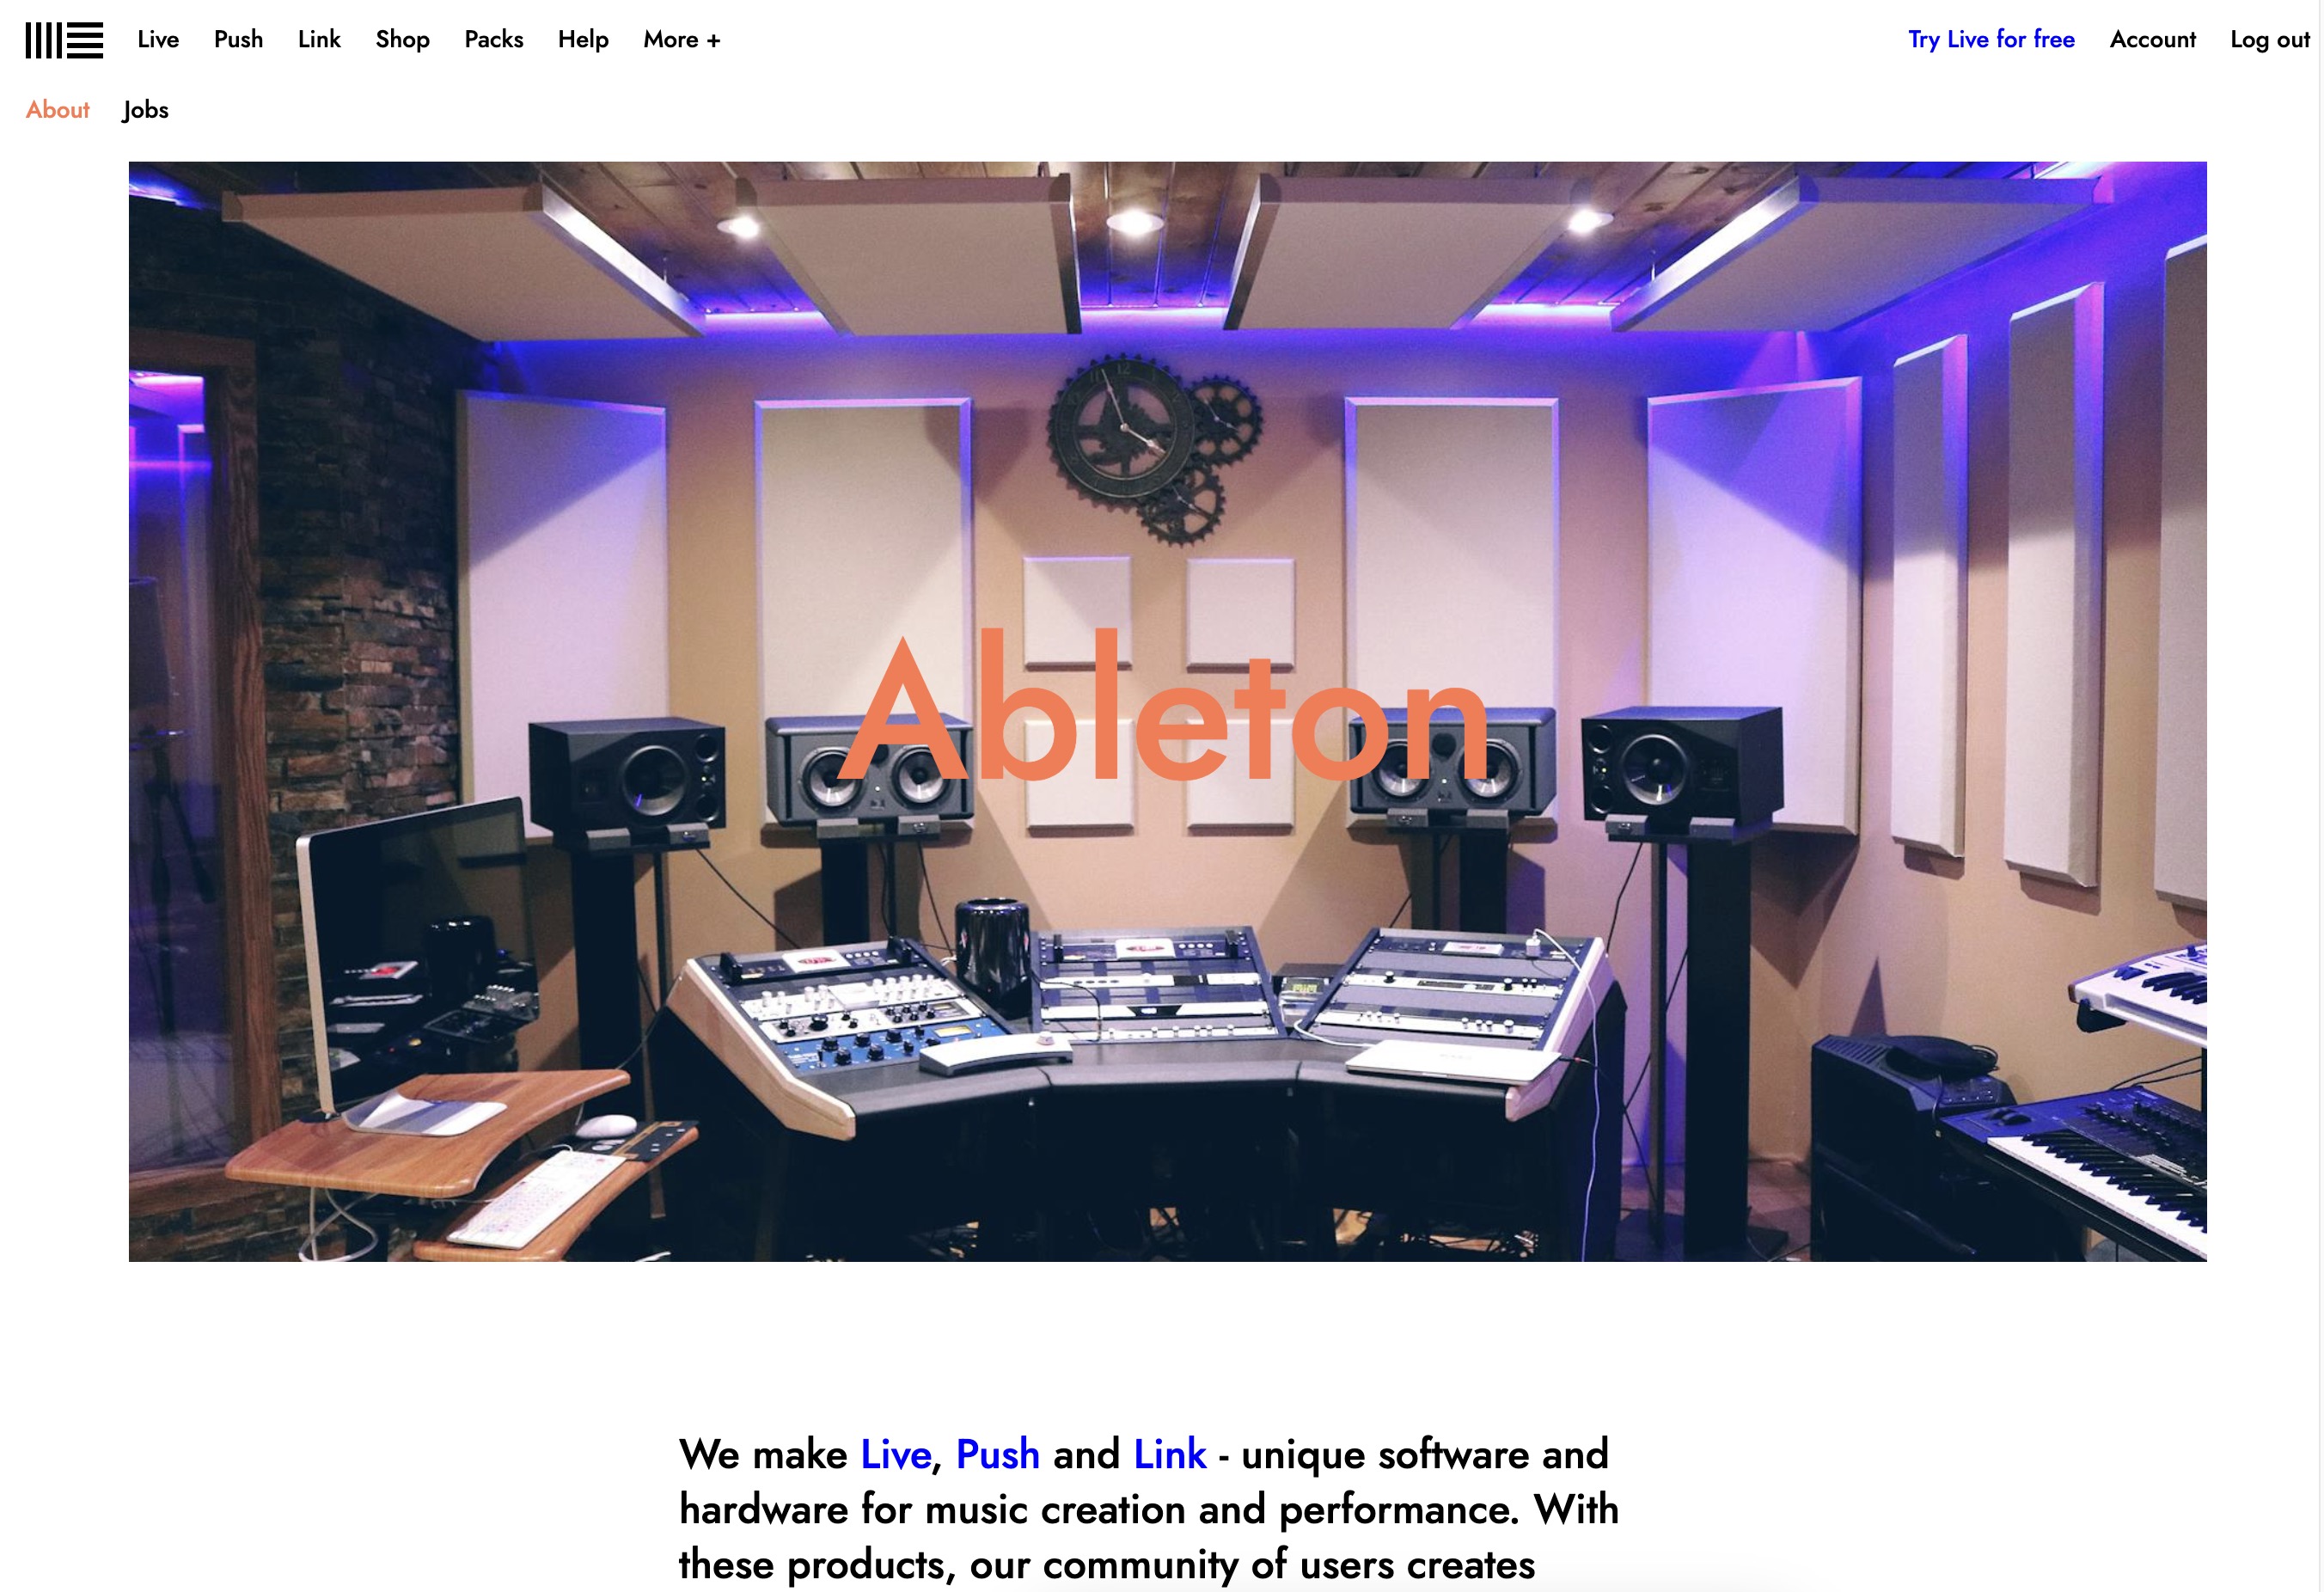 Live Push Link Shop Packs Help More + Try Live for free Account Log out
About Jobs
Ableton
We make Live, Push and Link - unique software and
hardware for music creation and performance. With
these products, our community of users creates